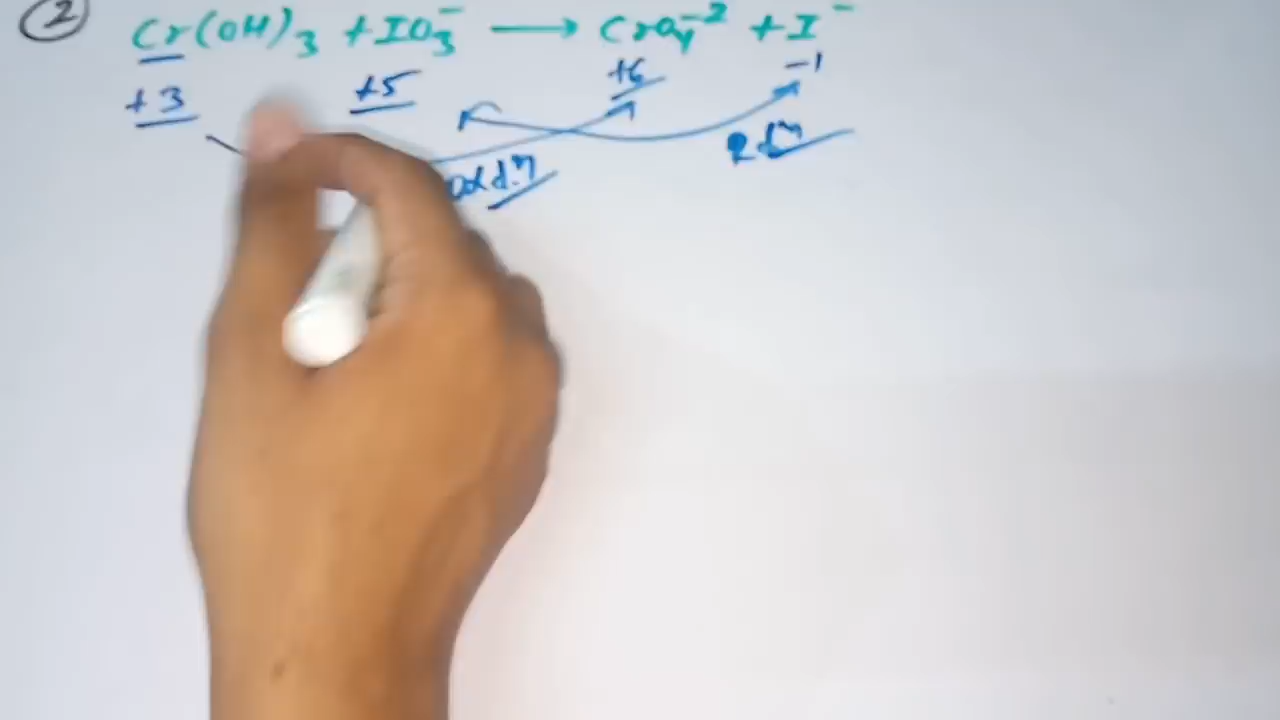 ② Cr(OH)₃ + IO₃⁻ ⟶ CrO₄⁻² + I⁻
+3 +5 +6 -1
Oxdⁿ Rdⁿ